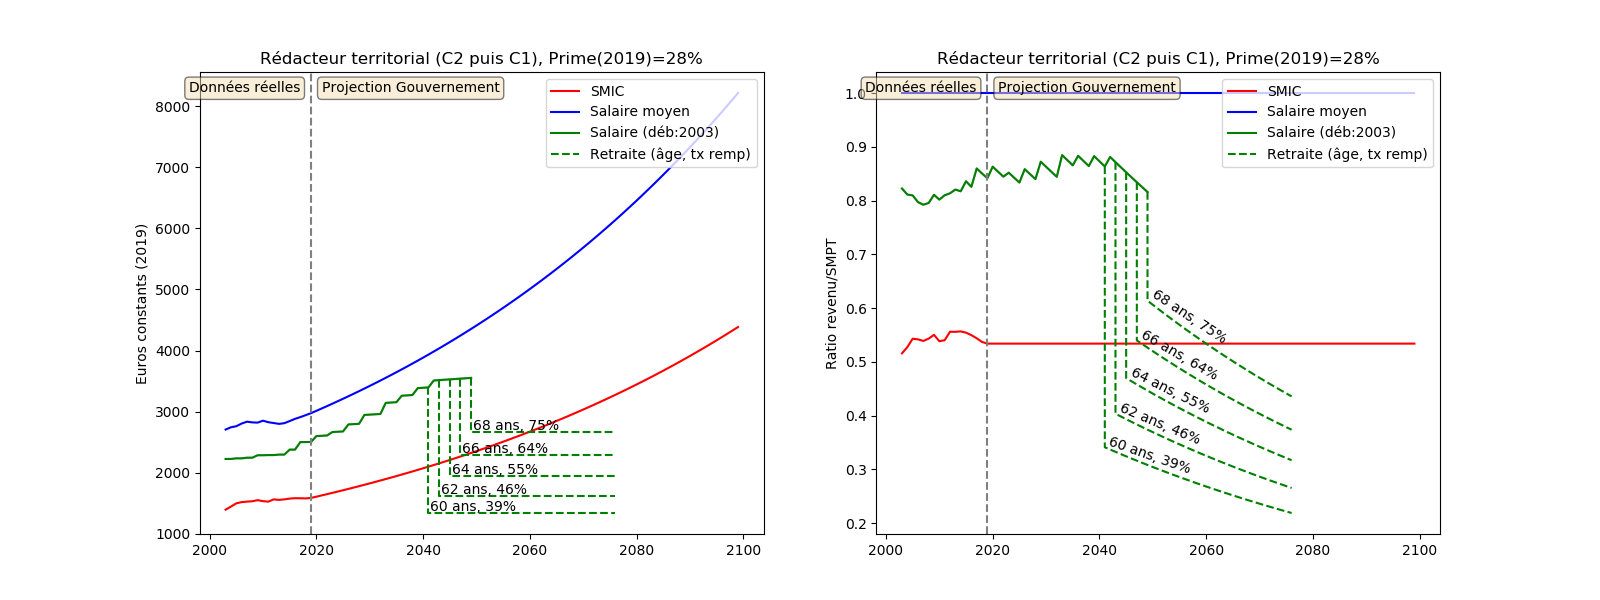 Rédacteur territorial (C2 puis C1), Prime(2019)=28%
Données réelles
Projection Gouvernement
SMIC
Salaire moyen
Salaire (déb:2003)
Retraite (âge, tx remp)
Euros constants (2019)
8000
7000
6000
5000
4000
3000
2000
1000
68 ans, 75%
66 ans, 64%
64 ans, 55%
62 ans, 46%
60 ans, 39%
2000
2020
2040
2060
2080
2100
Rédacteur territorial (C2 puis C1), Prime(2019)=28%
Données réelles
Projection Gouvernement
SMIC
Salaire moyen
Salaire (déb:2003)
Retraite (âge, tx remp)
Ratio revenu/SMPT
1.0
0.9
0.8
0.7
0.6
0.5
0.4
0.3
0.2
68 ans, 75%
66 ans, 64%
64 ans, 55%
62 ans, 46%
60 ans, 39%
2000
2020
2040
2060
2080
2100